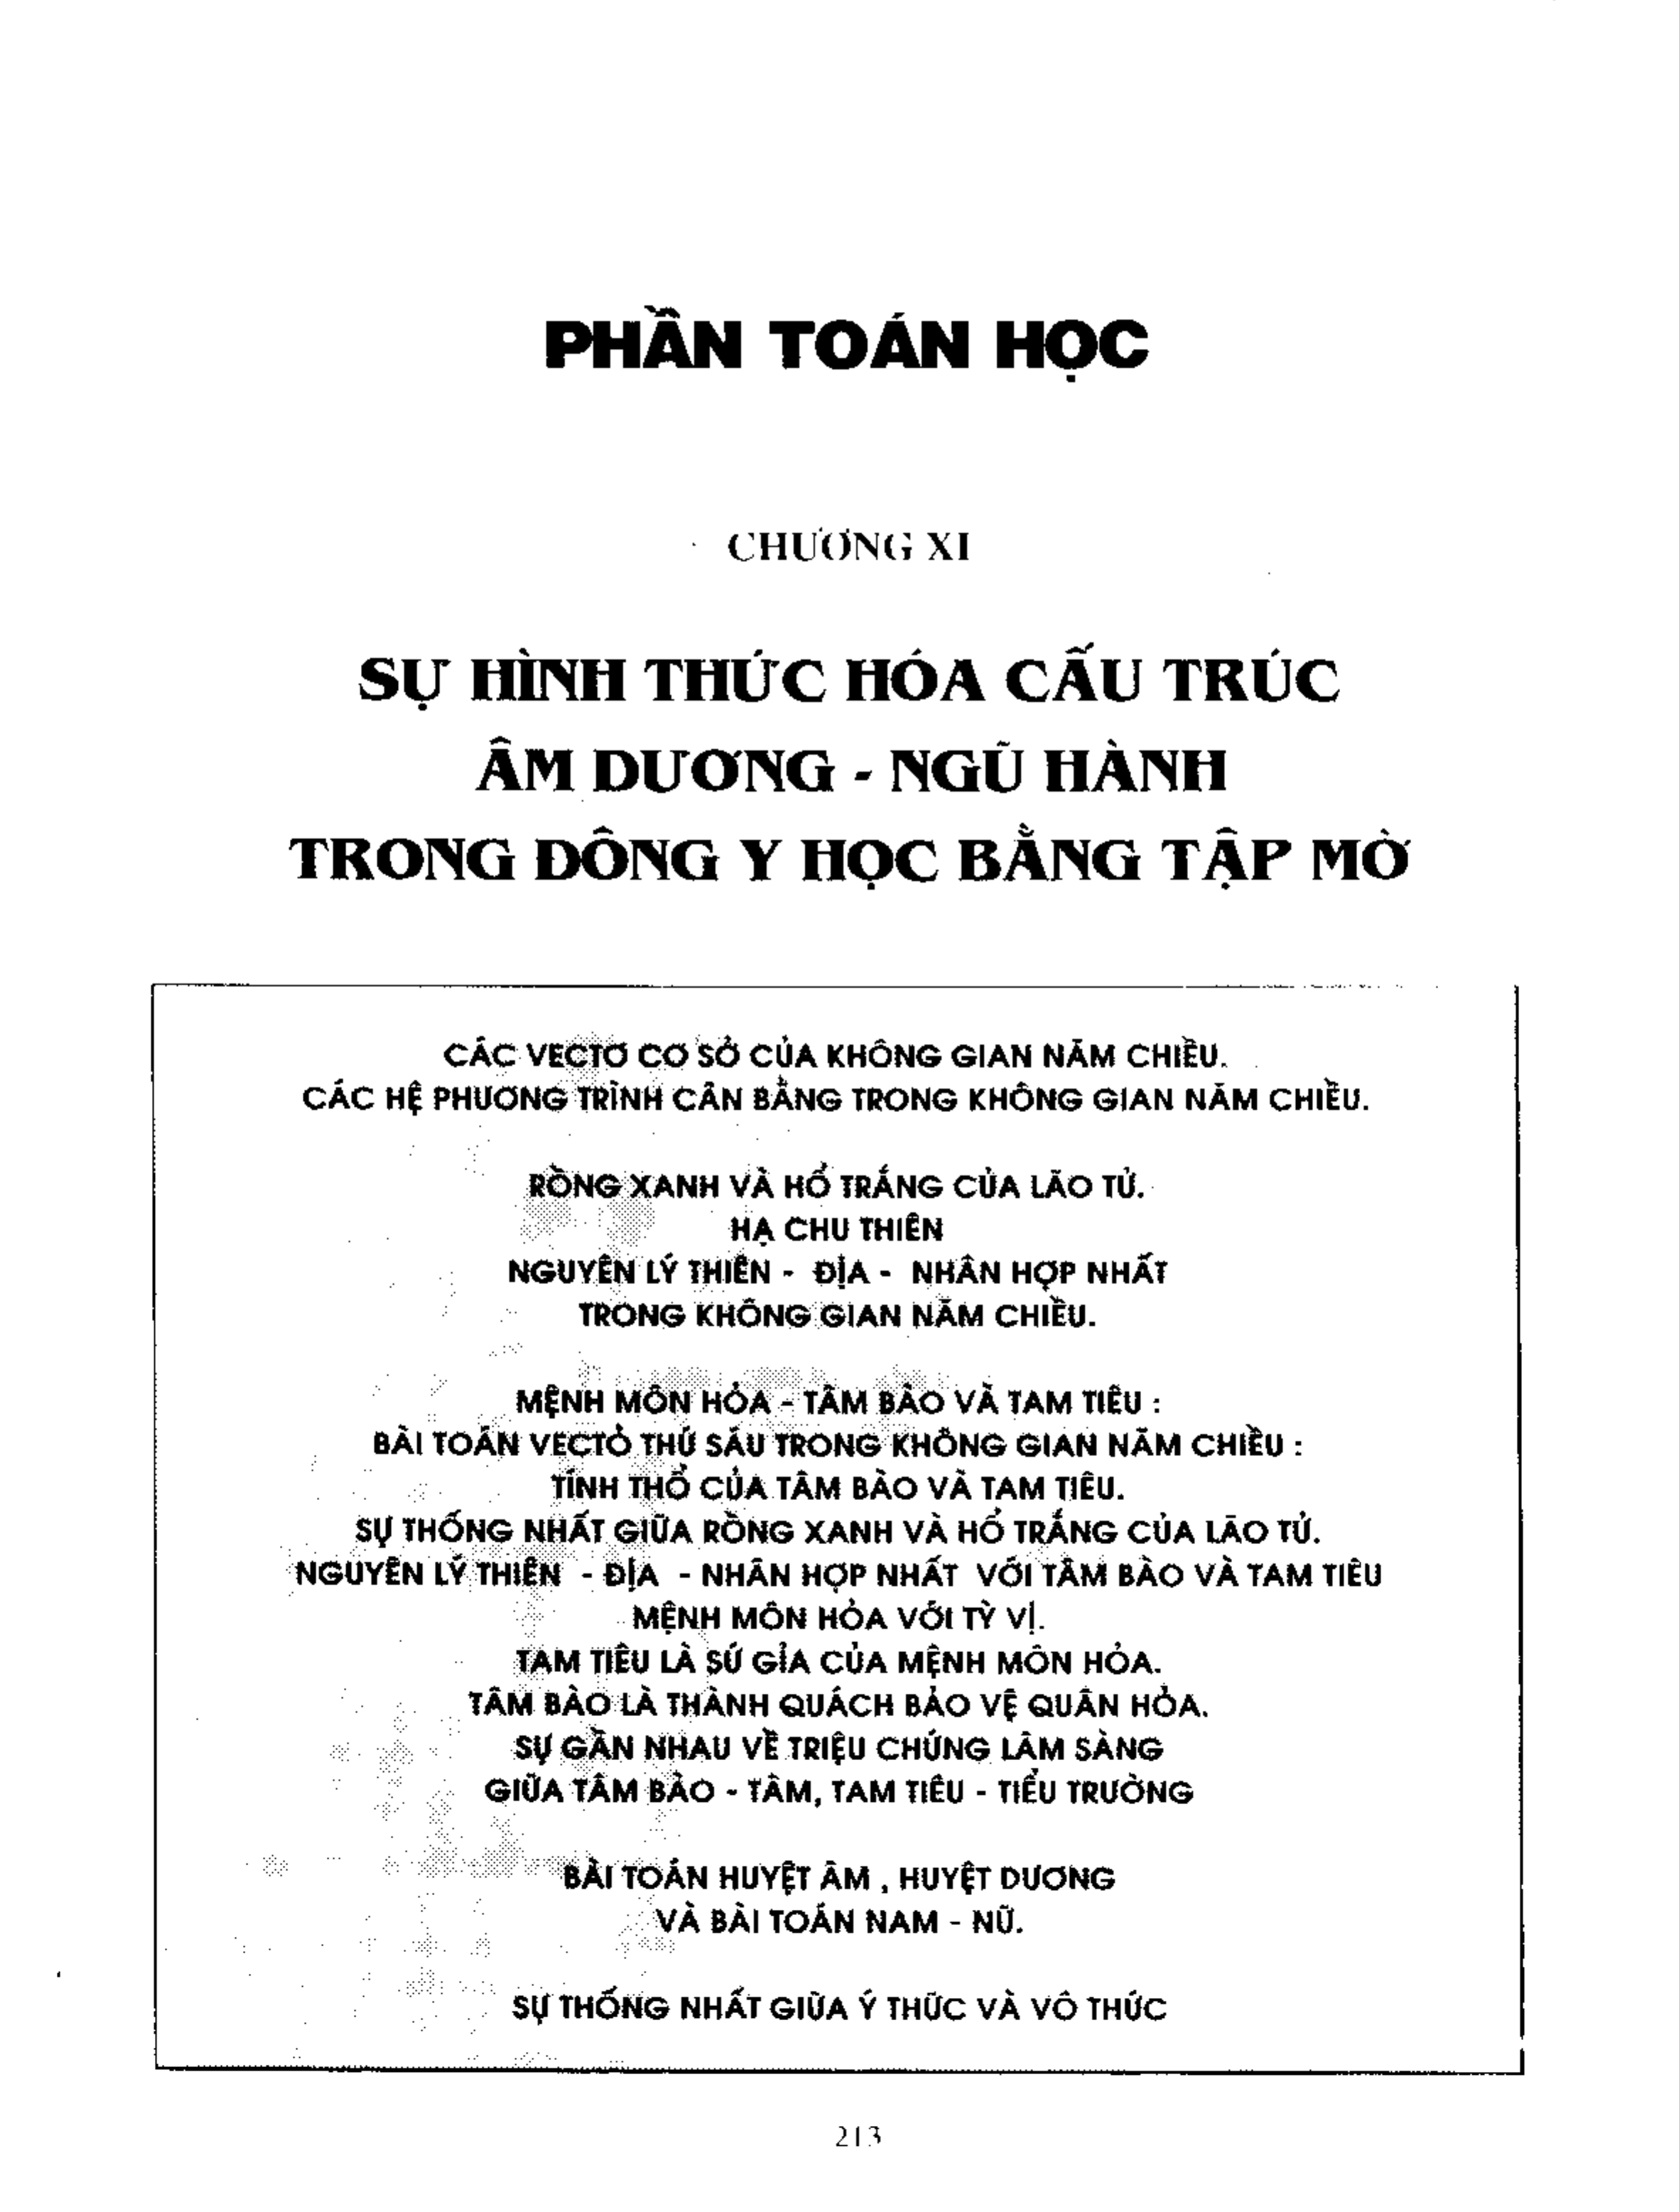 PHẦN TOÁN HỌC
CHƯƠNG XI
SỰ HÌNH THỨC HÓA CẤU TRÚC
ÂM DƯƠNG - NGŨ HÀNH
TRONG ĐÔNG Y HỌC BẰNG TẬP MỜ
CÁC VECTƠ CƠ SỞ CỦA KHÔNG GIAN NĂM CHIỀU.
CÁC HỆ PHƯƠNG TRÌNH CÂN BẰNG TRONG KHÔNG GIAN NĂM CHIỀU.
RỒNG XANH VÀ HỔ TRẮNG CỦA LÃO TỬ.
HẠ CHU THIÊN
NGUYÊN LÝ THIÊN - ĐỊA - NHÂN HỢP NHẤT
TRONG KHÔNG GIAN NĂM CHIỀU.
MỆNH MÔN HỎA - TÂM BÀO VÀ TAM TIÊU :
BÀI TOÁN VECTƠ THỨ SÁU TRONG KHÔNG GIAN NĂM CHIỀU :
TÍNH THỔ CỦA TÂM BÀO VÀ TAM TIÊU.
SỰ THỐNG NHẤT GIỮA RỒNG XANH VÀ HỔ TRẮNG CỦA LÃO TỬ.
NGUYÊN LÝ THIÊN - ĐỊA - NHÂN HỢP NHẤT VỚI TÂM BÀO VÀ TAM TIÊU
MỆNH MÔN HỎA VỚI TỲ VỊ.
TAM TIÊU LÀ SỨ GỈA CỦA MỆNH MÔN HỎA.
TÂM BÀO LÀ THÀNH QUÁCH BẢO VỆ QUÂN HỎA.
SỰ GẦN NHAU VỀ TRIỆU CHỨNG LÂM SÀNG
GIỮA TÂM BÀO - TÂM, TAM TIÊU - TIỂU TRƯỜNG
BÀI TOÁN HUYỆT ÂM , HUYỆT DƯƠNG
VÀ BÀI TOÁN NAM - NỮ.
SỰ THỐNG NHẤT GIỮA Ý THỨC VÀ VÔ THỨC
213